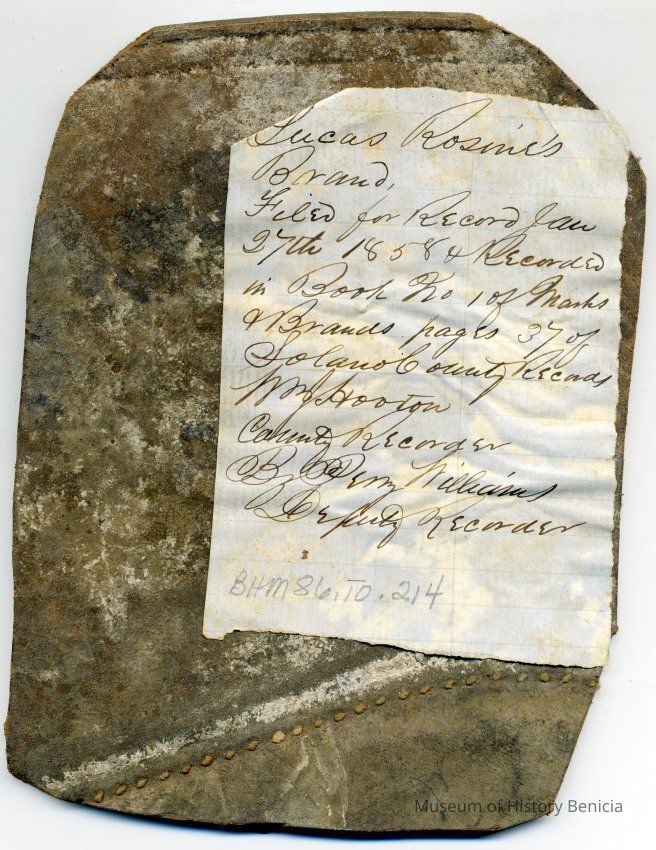 Lucas Rosine's
Brand,
Filed for Record Jan
27th 1858 & Recorded
in Book No 1 of Marks
& Brands pages 37 of
Solano County Records
Wm Hooton
County Recorder
By Perry Williams
Deputy Recorder
BHM86.TO.214
Museum of History Benicia